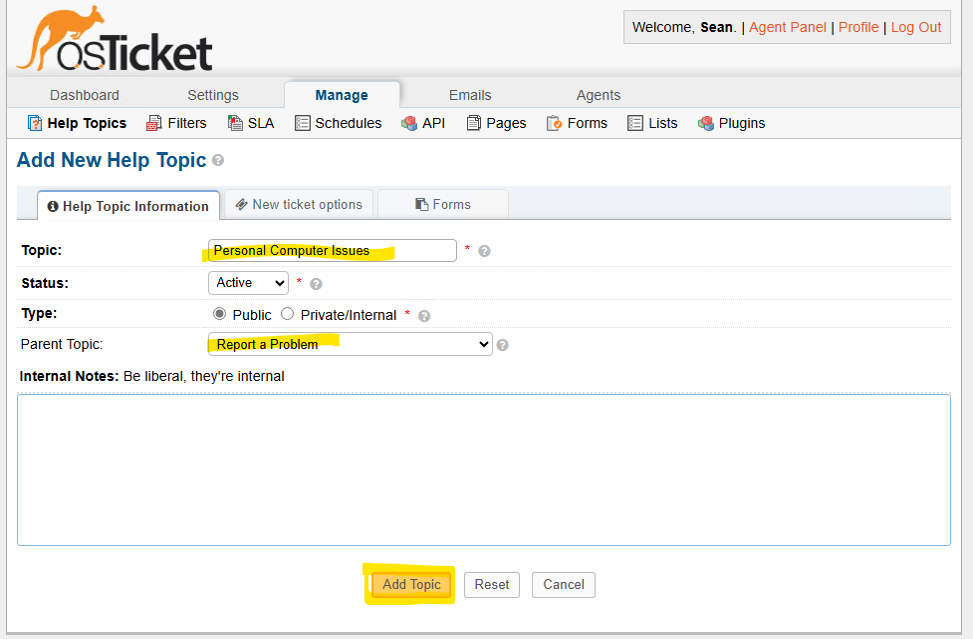 osTicket
Welcome, Sean. | Agent Panel | Profile | Log Out
Dashboard Settings Manage Emails Agents
Help Topics Filters SLA Schedules API Pages Forms Lists Plugins
Add New Help Topic ?
Help Topic Information New ticket options Forms
Topic: Personal Computer Issues * ?
Status: Active * ?
Type: Public Private/Internal * ?
Parent Topic: Report a Problem ?
Internal Notes: Be liberal, they're internal
Add Topic Reset Cancel